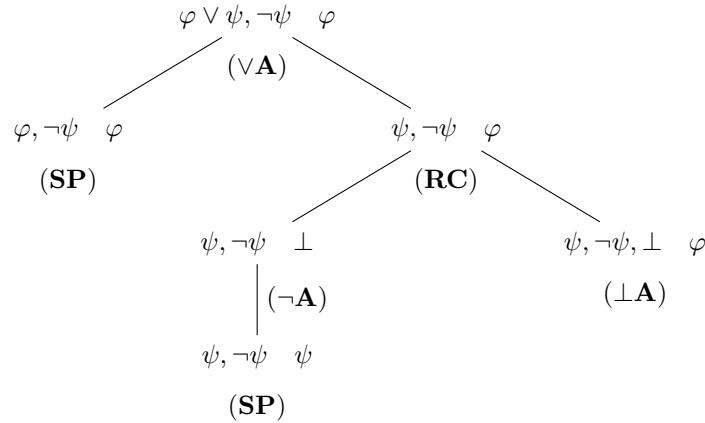 φ ∨ ψ, ¬ψ φ
(∨A)
φ, ¬ψ φ ψ, ¬ψ φ
(SP) (RC)
ψ, ¬ψ ⊥ ψ, ¬ψ, ⊥ φ
(¬A) (⊥A)
ψ, ¬ψ ψ
(SP)